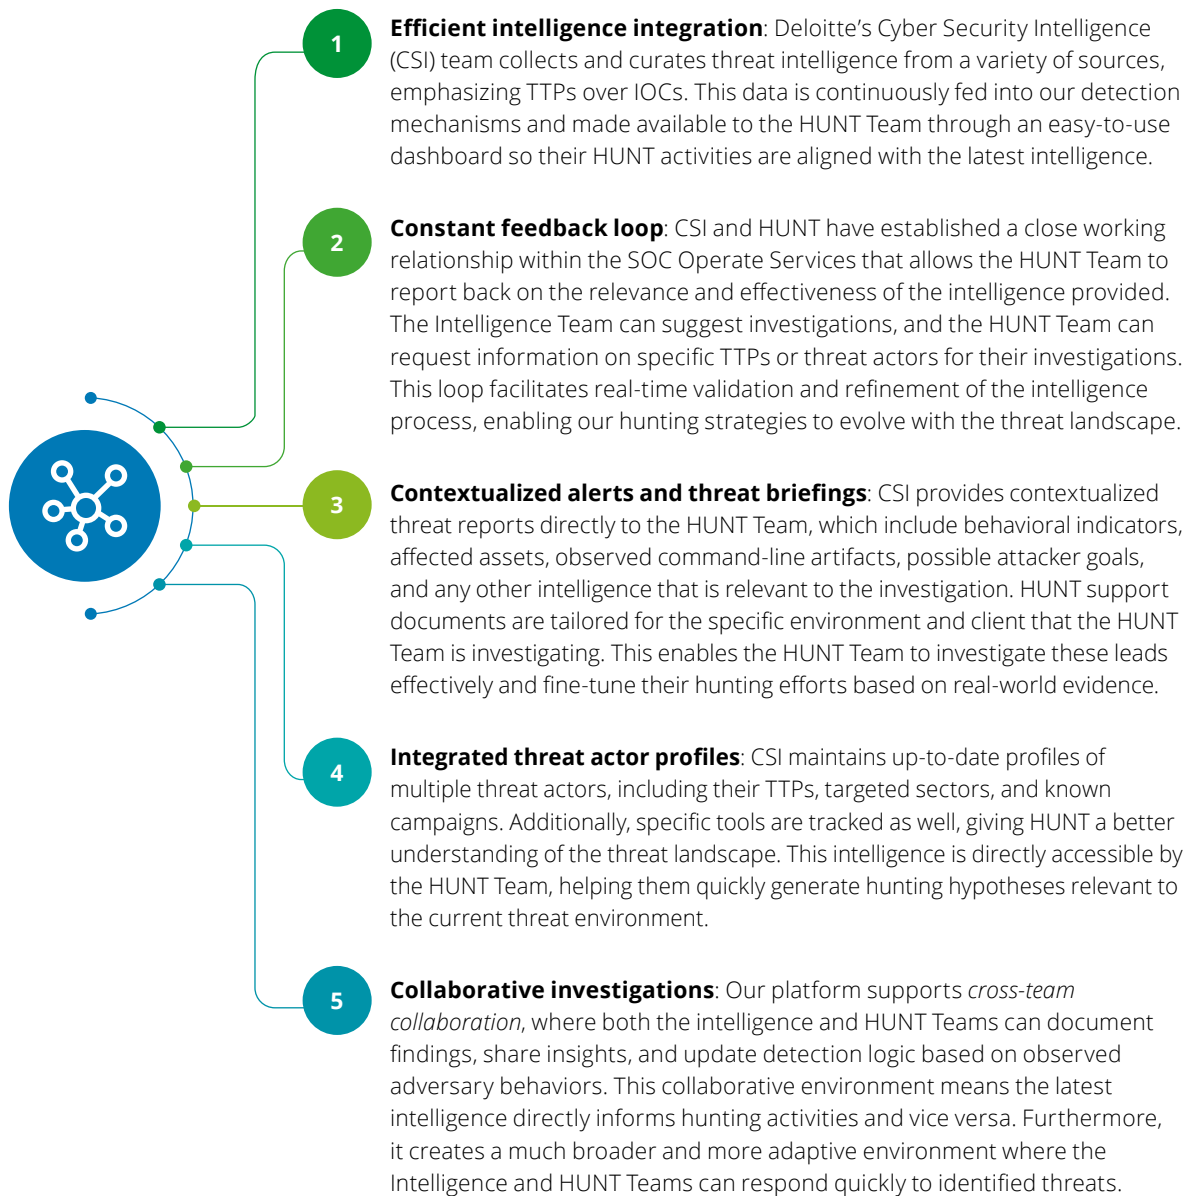 1
Efficient intelligence integration: Deloitte’s Cyber Security Intelligence
(CSI) team collects and curates threat intelligence from a variety of sources,
emphasizing TTPs over IOCs. This data is continuously fed into our detection
mechanisms and made available to the HUNT Team through an easy-to-use
dashboard so their HUNT activities are aligned with the latest intelligence.
2
Constant feedback loop: CSI and HUNT have established a close working
relationship within the SOC Operate Services that allows the HUNT Team to
report back on the relevance and effectiveness of the intelligence provided.
The Intelligence Team can suggest investigations, and the HUNT Team can
request information on specific TTPs or threat actors for their investigations.
This loop facilitates real-time validation and refinement of the intelligence
process, enabling our hunting strategies to evolve with the threat landscape.
3
Contextualized alerts and threat briefings: CSI provides contextualized
threat reports directly to the HUNT Team, which include behavioral indicators,
affected assets, observed command-line artifacts, possible attacker goals,
and any other intelligence that is relevant to the investigation. HUNT support
documents are tailored for the specific environment and client that the HUNT
Team is investigating. This enables the HUNT Team to investigate these leads
effectively and fine-tune their hunting efforts based on real-world evidence.
4
Integrated threat actor profiles: CSI maintains up-to-date profiles of
multiple threat actors, including their TTPs, targeted sectors, and known
campaigns. Additionally, specific tools are tracked as well, giving HUNT a better
understanding of the threat landscape. This intelligence is directly accessible by
the HUNT Team, helping them quickly generate hunting hypotheses relevant to
the current threat environment.
5
Collaborative investigations: Our platform supports cross-team
collaboration, where both the intelligence and HUNT Teams can document
findings, share insights, and update detection logic based on observed
adversary behaviors. This collaborative environment means the latest
intelligence directly informs hunting activities and vice versa. Furthermore,
it creates a much broader and more adaptive environment where the
Intelligence and HUNT Teams can respond quickly to identified threats.